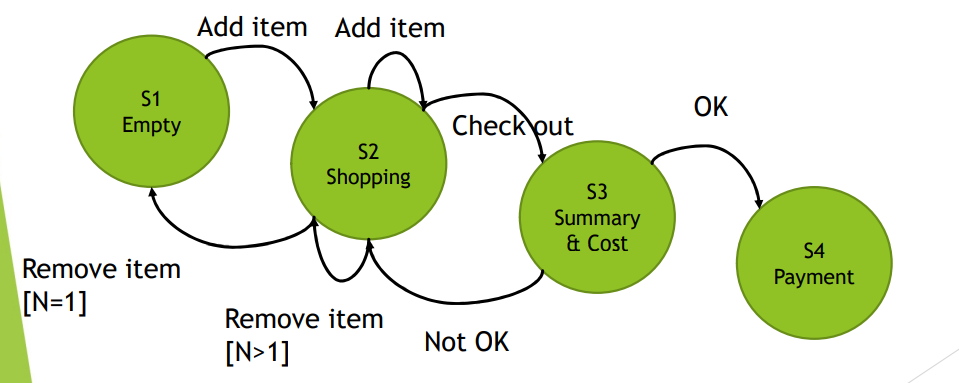 Add item
Add item
S1
Empty
S2
Shopping
Check out
OK
S3
Summary
& Cost
S4
Payment
Remove item
[N=1]
Remove item
[N>1]
Not OK